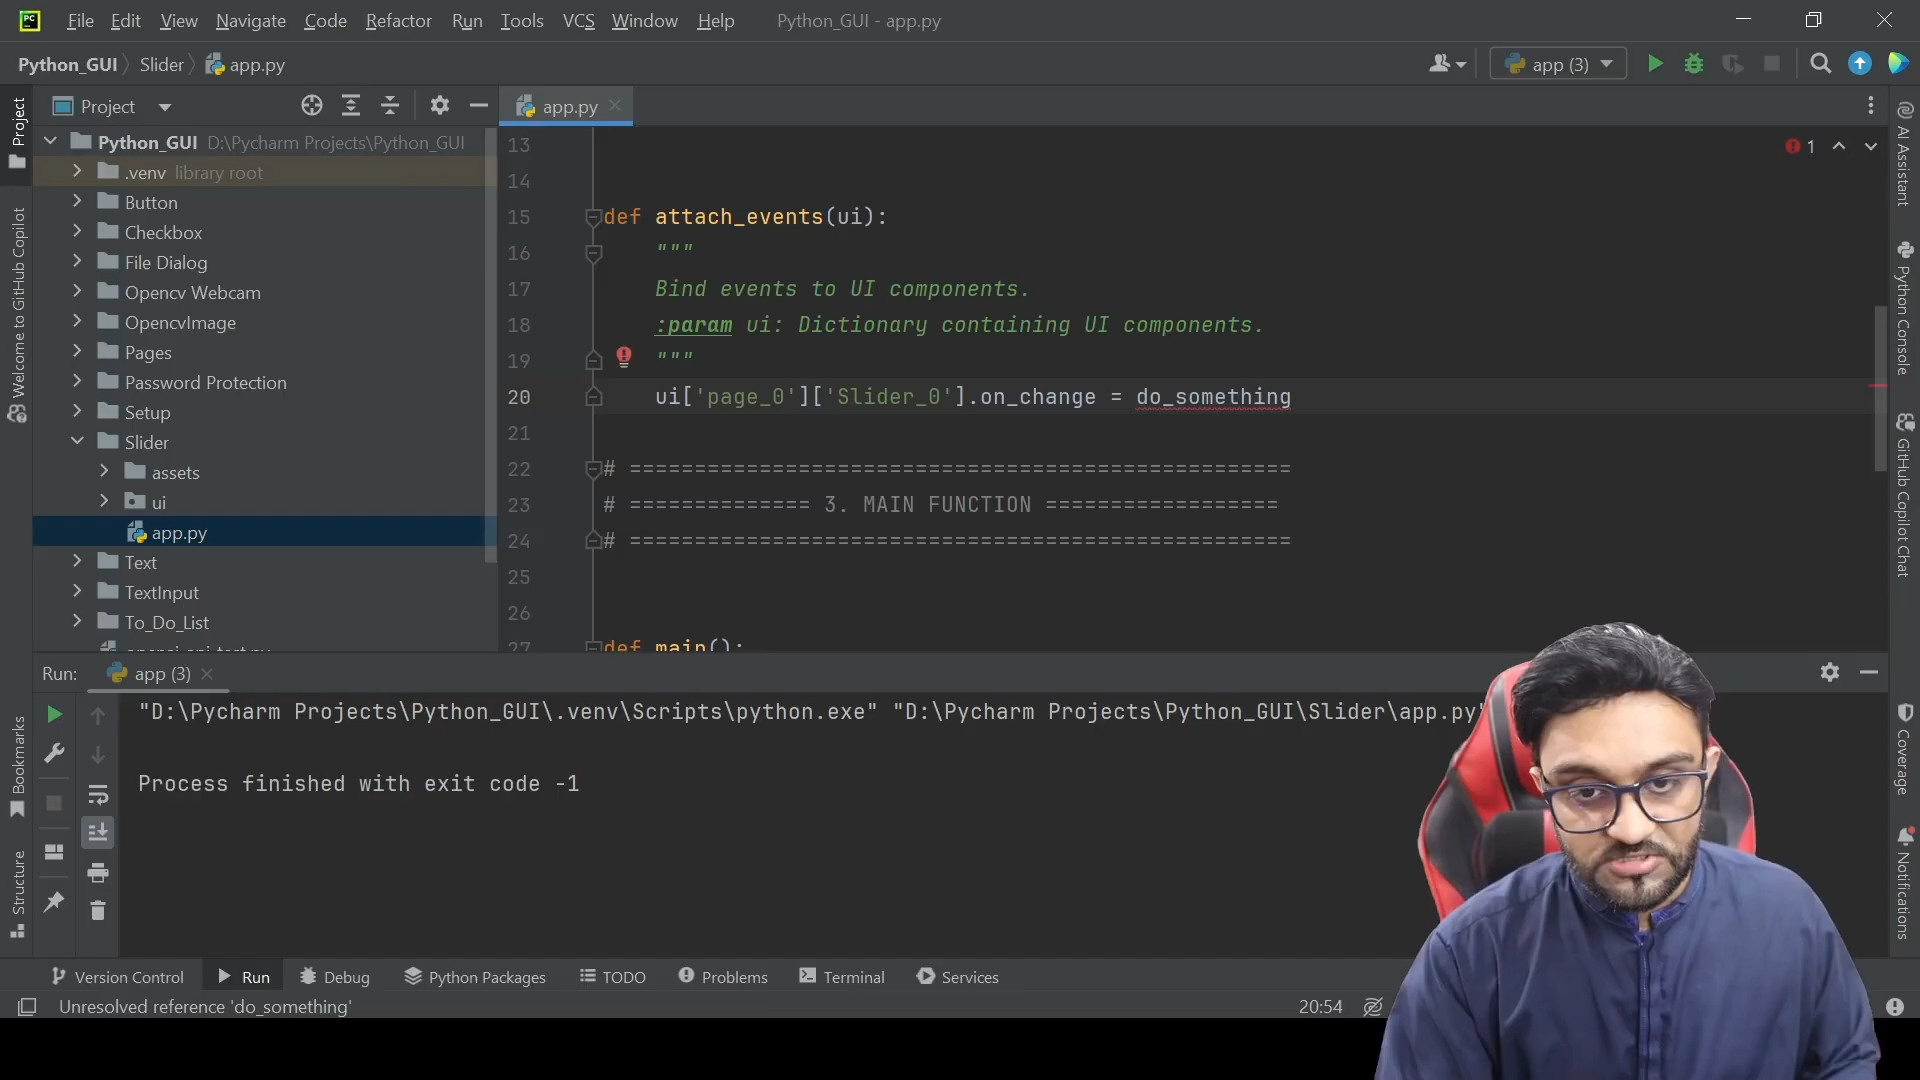 PC File Edit View Navigate Code Refactor Run Tools VCS Window Help Python_GUI - app.py
Python_GUI Slider app.py app (3)
Project
app.py
Python_GUI D:\Pycharm Projects\Python_GUI
.venv library root
Button
Checkbox
File Dialog
Opencv Webcam
OpencvImage
Pages
Password Protection
Setup
Slider
assets
ui
app.py
Text
TextInput
To_Do_List
1
13
14
15 def attach_events(ui):
16 """
17 Bind events to UI components.
18 :param ui: Dictionary containing UI components.
19 """
20 ui['page_0']['Slider_0'].on_change = do_something
21
22 # ===================================================
23 # ============== 3. MAIN FUNCTION ==================
24 # ===================================================
25
26
27 def main():
Run: app (3)
"D:\Pycharm Projects\Python_GUI\.venv\Scripts\python.exe" "D:\Pycharm Projects\Python_GUI\Slider\app.py"
Process finished with exit code -1
Version Control Run Debug Python Packages TODO Problems Terminal Services
Unresolved reference 'do_something' 20:54
Project
Welcome to GitHub Copilot
Bookmarks
Structure
AI Assistant
Python Console
GitHub Copilot Chat
Coverage
Notifications